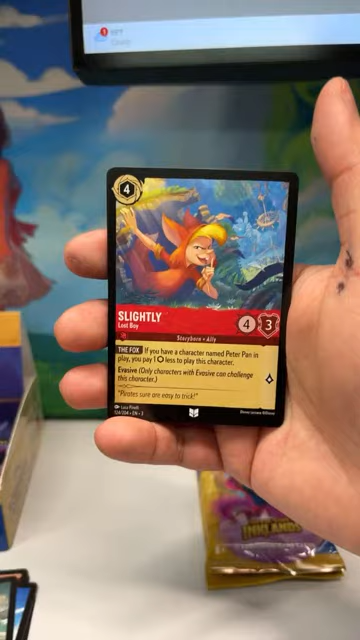 1
4
SLIGHTLY
Lost Boy
4 3
Storyborn • Ally
THE FOX If you have a character named Peter Pan in
play, you pay 1 less to play this character.
Evasive (Only characters with Evasive can challenge
this character.)
"Pirates sure are easy to trick!"
INKLANDS